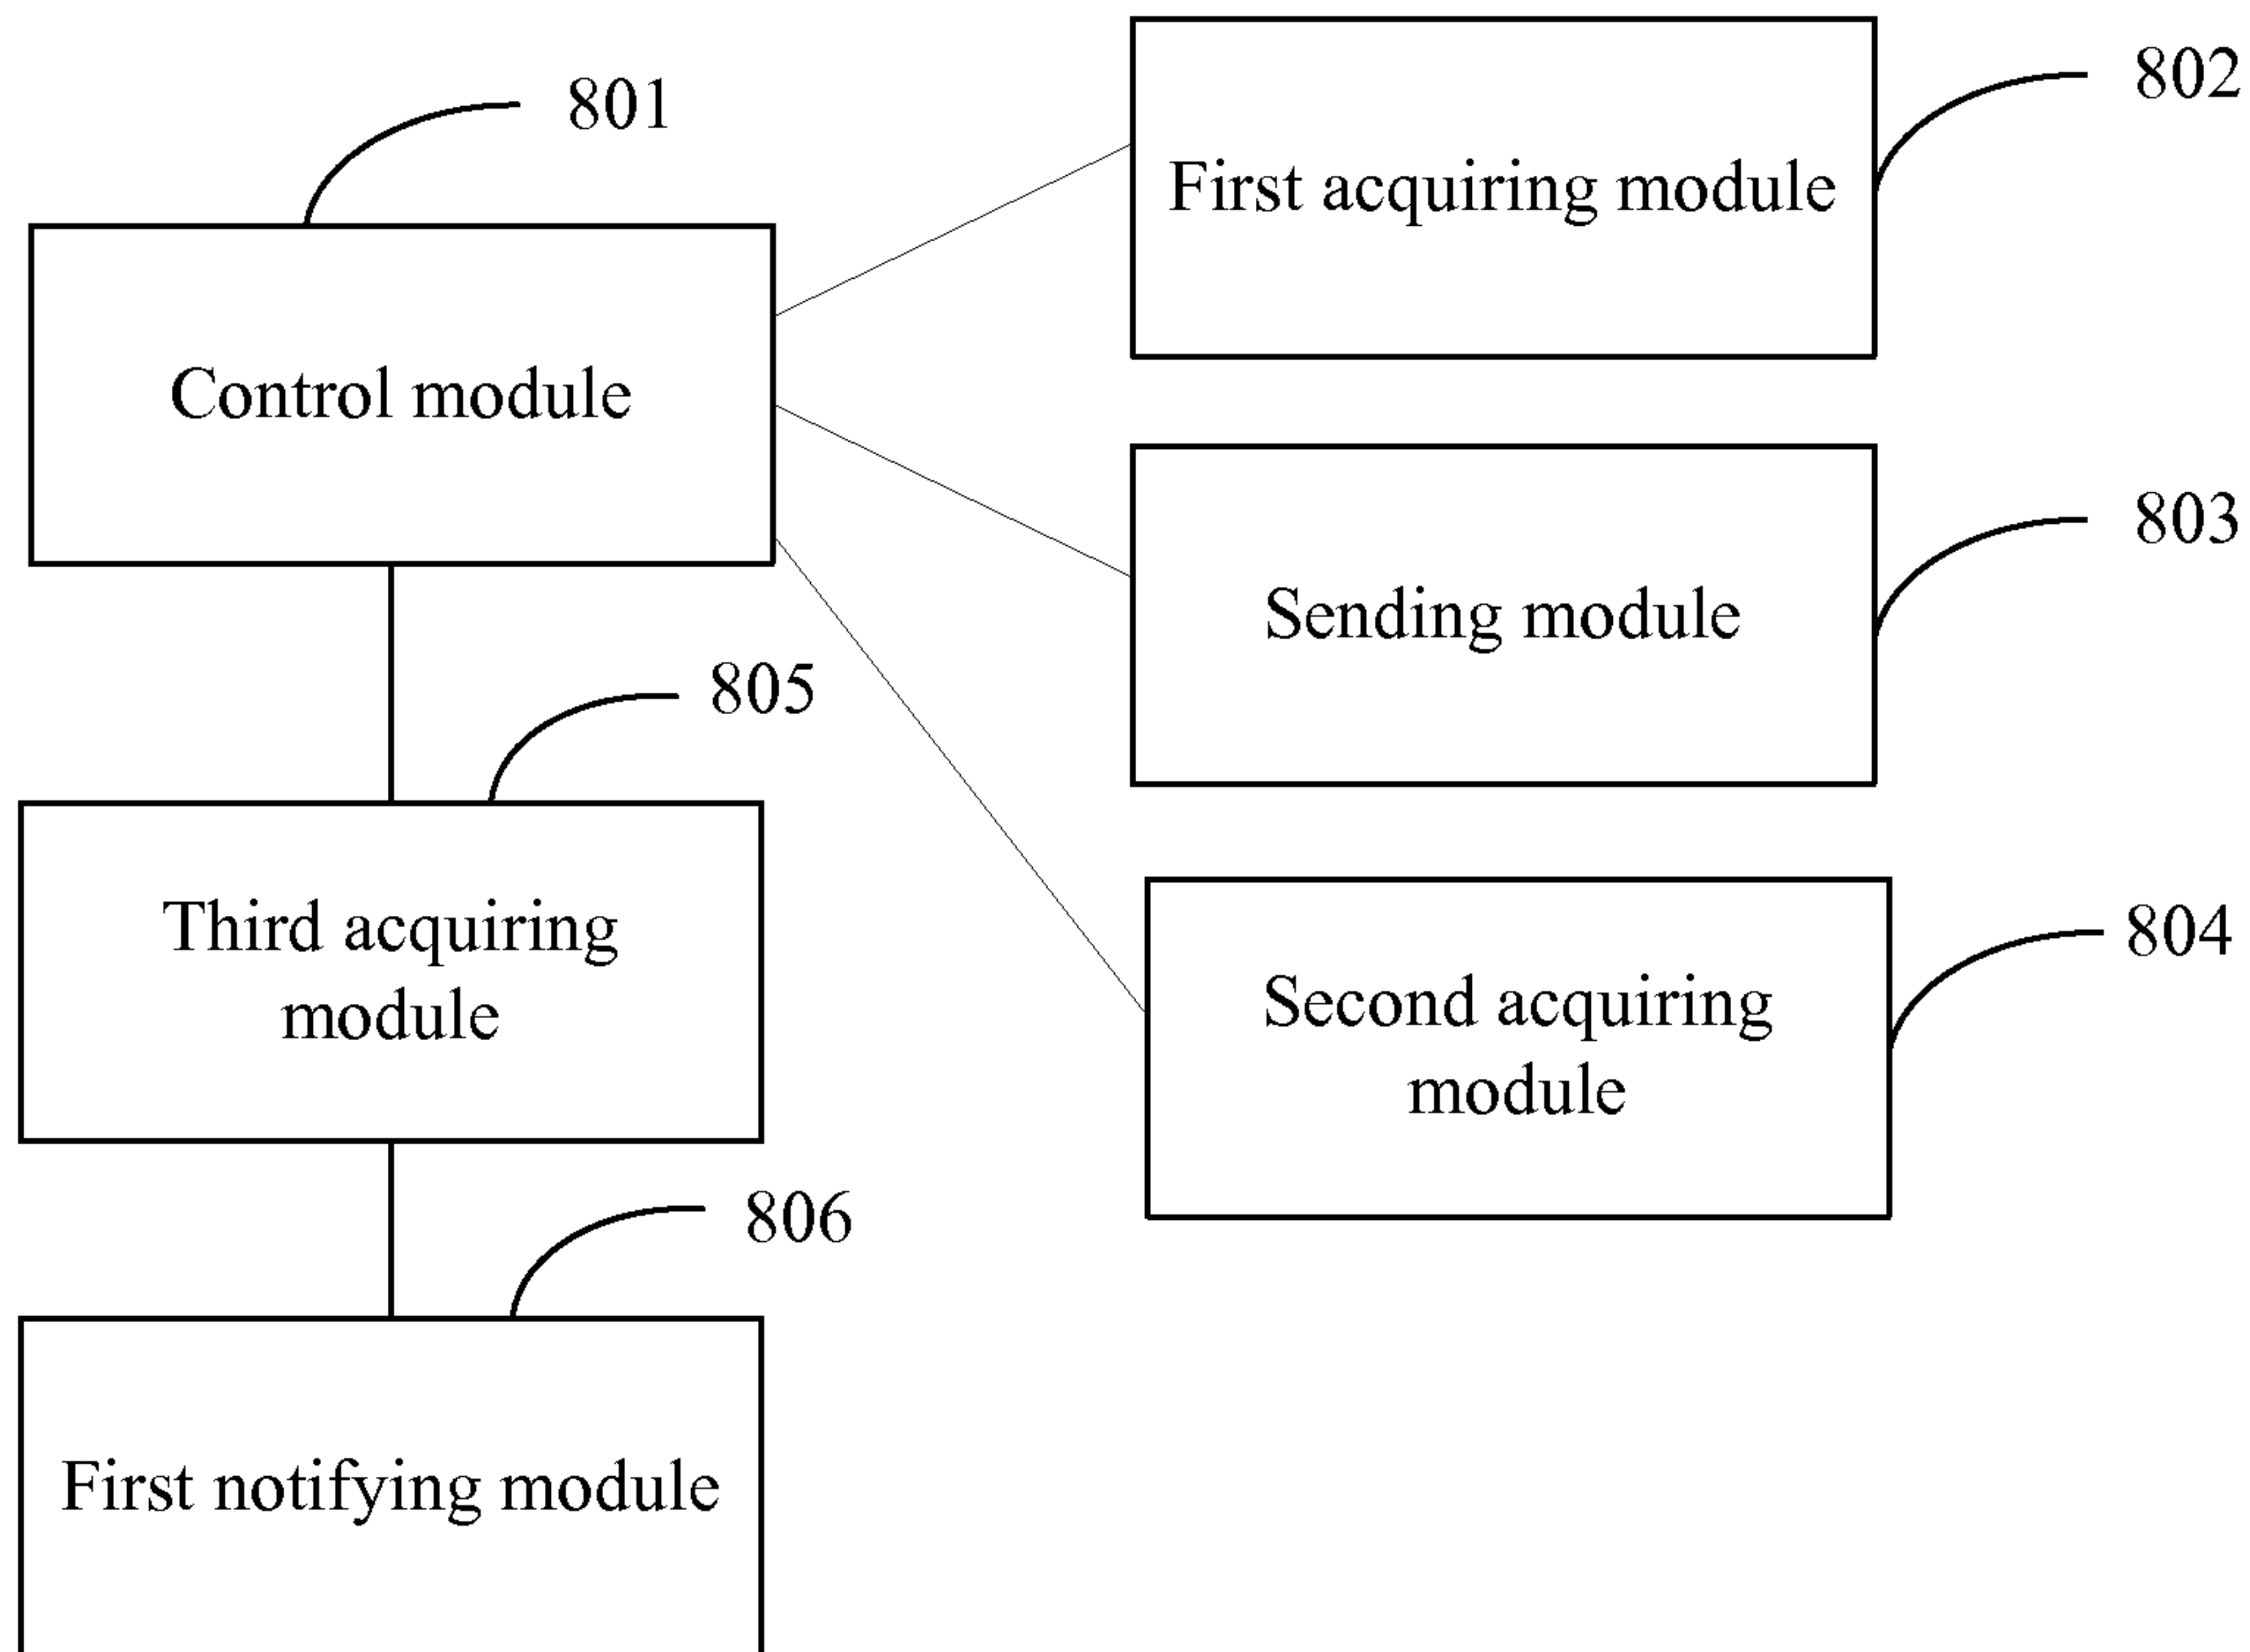 801
Control module
802
First acquiring module
803
Sending module
805
Third acquiring
module
804
Second acquiring
module
806
First notifying module